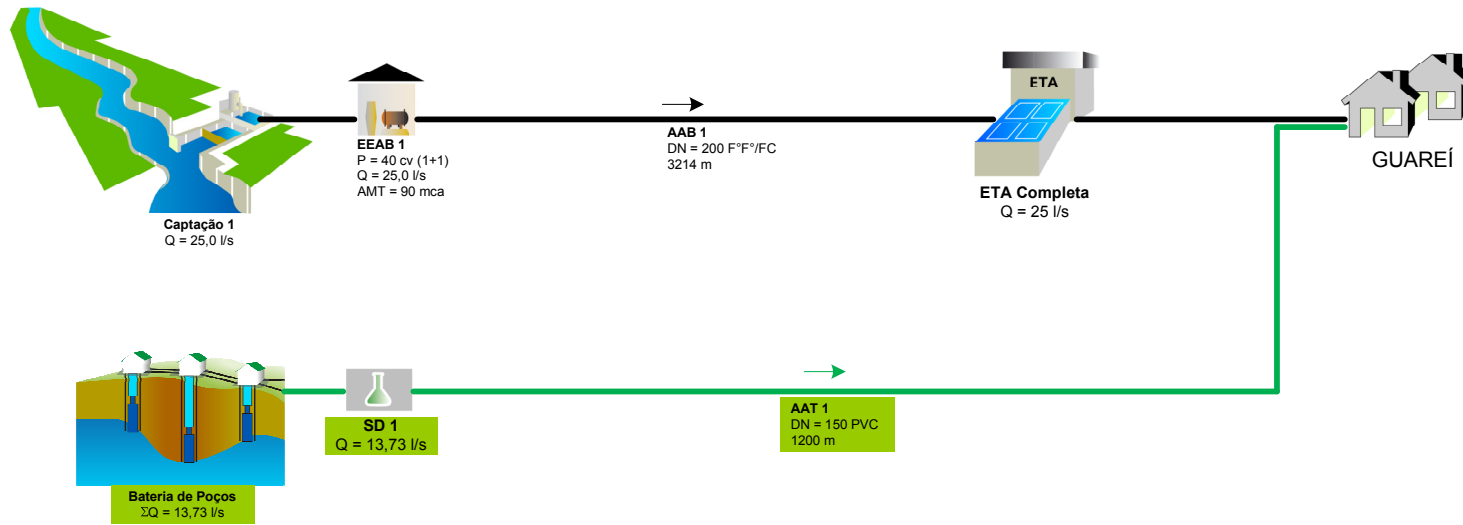 ETA
EEAB 1
P = 40 cv (1+1)
Q = 25,0 l/s
AMT = 90 mca
AAB 1
DN = 200 F°F°/FC
3214 m
GUAREÍ
ETA Completa
Q = 25 l/s
Captação 1
Q = 25,0 l/s
SD 1
Q = 13,73 l/s
AAT 1
DN = 150 PVC
1200 m
Bateria de Poços
ΣQ = 13,73 l/s